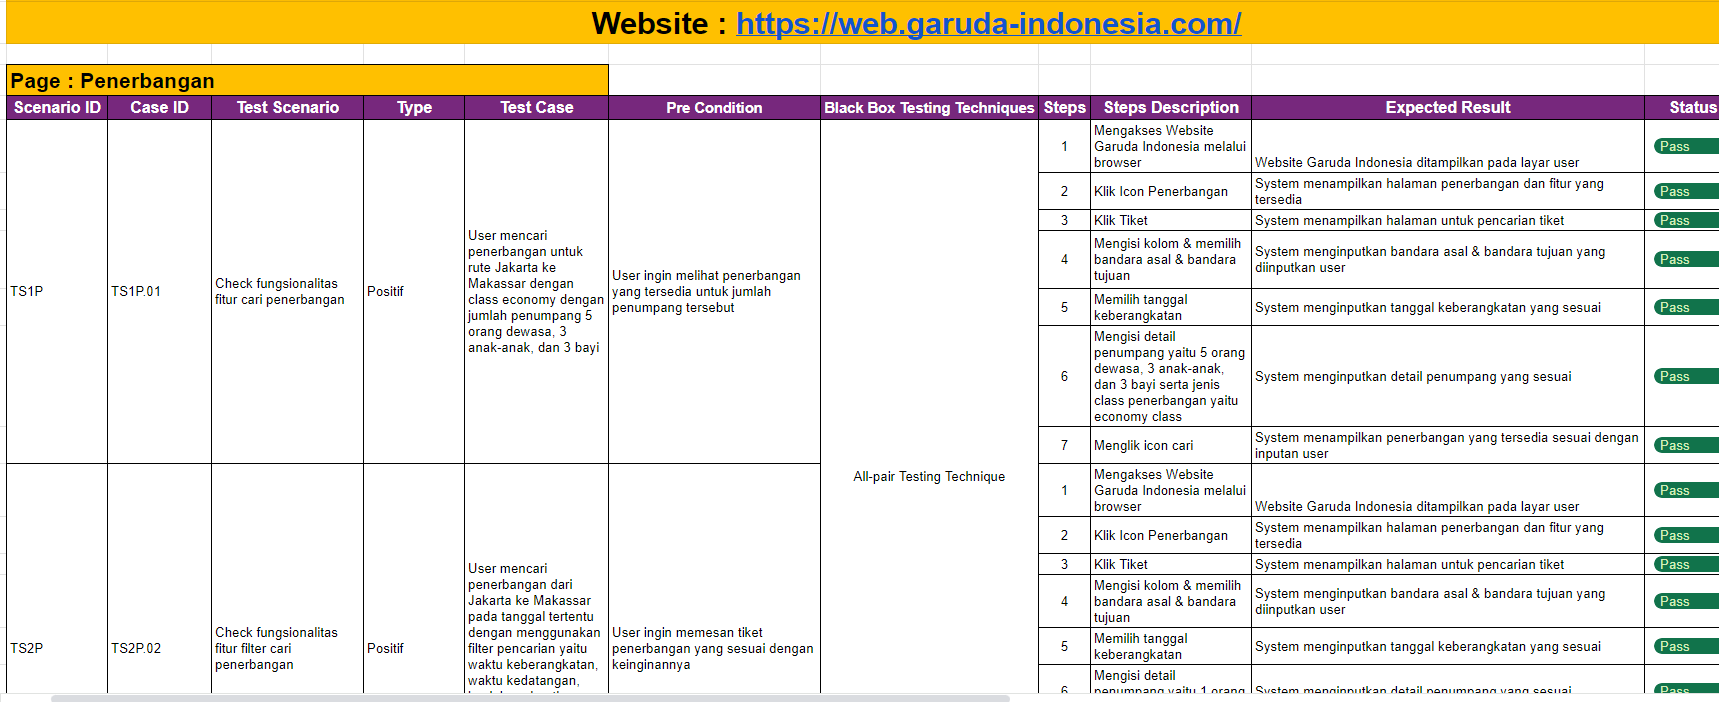 Website : https://web.garuda-indonesia.com/
Page : Penerbangan
Scenario ID Case ID Test Scenario Type Test Case Pre Condition Black Box Testing Techniques Steps Steps Description Expected Result Status
TS1P
TS1P.01
Check fungsionalitas
fitur cari penerbangan
Positif
User mencari
penerbangan untuk
rute Jakarta ke
Makassar dengan
class economy dengan
jumlah penumpang 5
orang dewasa, 3
anak-anak, dan 3 bayi
User ingin melihat penerbangan
yang tersedia untuk jumlah
penumpang tersebut
All-pair Testing Technique
1
Mengakses Website
Garuda Indonesia melalui
browser
Website Garuda Indonesia ditampilkan pada layar user
Pass
2
Klik Icon Penerbangan
System menampilkan halaman penerbangan dan fitur yang
tersedia
Pass
3
Klik Tiket
System menampilkan halaman untuk pencarian tiket
Pass
4
Mengisi kolom & memilih
bandara asal & bandara
tujuan
System menginputkan bandara asal & bandara tujuan yang
diinputkan user
Pass
5
Memilih tanggal
keberangkatan
System menginputkan tanggal keberangkatan yang sesuai
Pass
6
Mengisi detail
penumpang yaitu 5 orang
dewasa, 3 anak-anak,
dan 3 bayi serta jenis
class penerbangan yaitu
economy class
System menginputkan detail penumpang yang sesuai
Pass
7
Menglik icon cari
System menampilkan penerbangan yang tersedia sesuai dengan
inputan user
Pass
TS2P
TS2P.02
Check fungsionalitas
fitur filter cari
penerbangan
Positif
User mencari
penerbangan dari
Jakarta ke Makassar
pada tanggal tertentu
dengan menggunakan
filter pencarian yaitu
waktu keberangkatan,
waktu kedatangan,
User ingin memesan tiket
penerbangan yang sesuai dengan
keinginannya
1
Mengakses Website
Garuda Indonesia melalui
browser
Website Garuda Indonesia ditampilkan pada layar user
Pass
2
Klik Icon Penerbangan
System menampilkan halaman penerbangan dan fitur yang
tersedia
Pass
3
Klik Tiket
System menampilkan halaman untuk pencarian tiket
Pass
4
Mengisi kolom & memilih
bandara asal & bandara
tujuan
System menginputkan bandara asal & bandara tujuan yang
diinputkan user
Pass
5
Memilih tanggal
keberangkatan
System menginputkan tanggal keberangkatan yang sesuai
Pass
6
Mengisi detail
penumpang yaitu 1 orang
System menginputkan detail penumpang yang sesuai
Pass